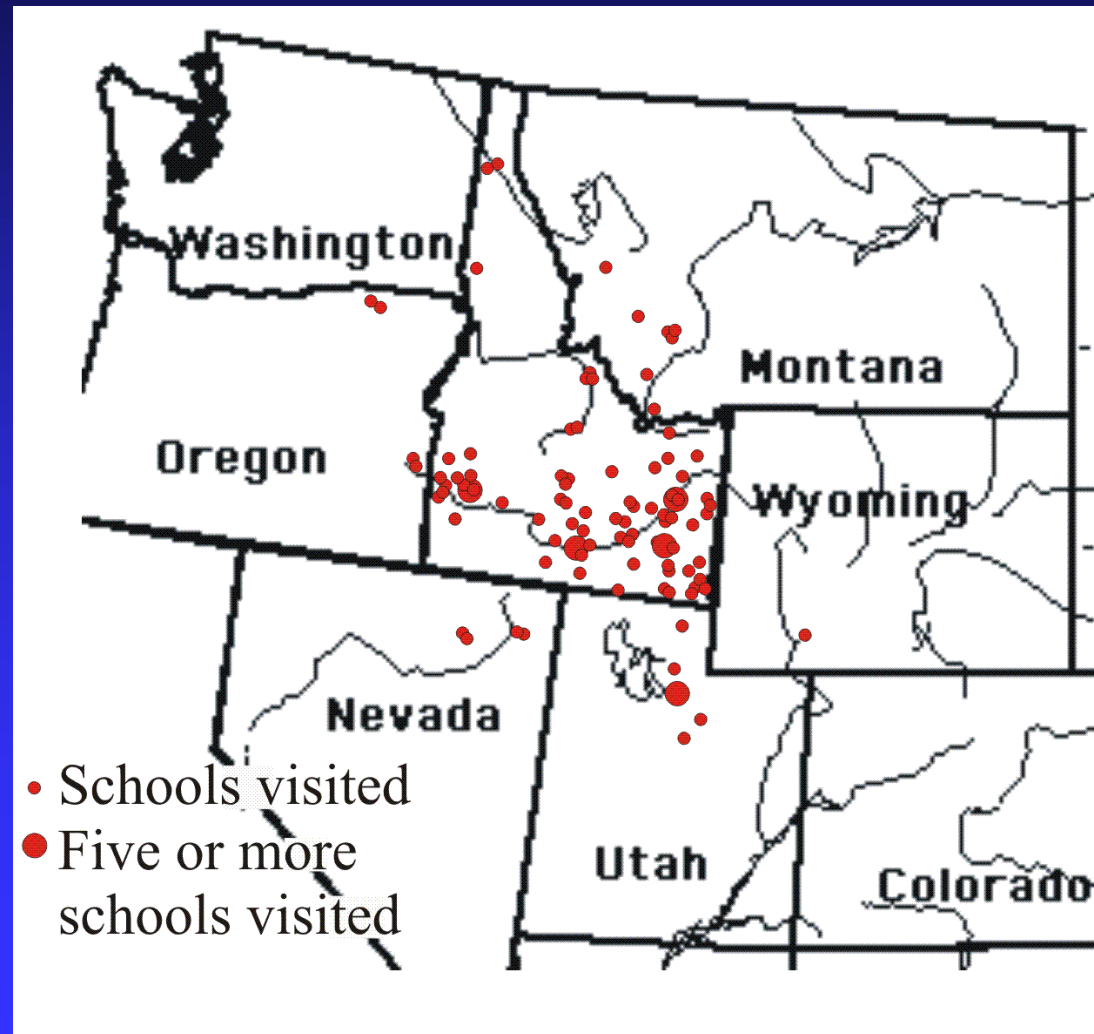 Washington
Montana
Oregon
Wyoming
Nevada
Schools visited
Five or more
schools visited
Utah
Colorado